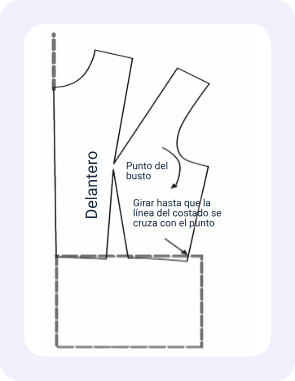 Delantero
Punto del
busto
Girar hasta que la
línea del costado se
cruza con el punto